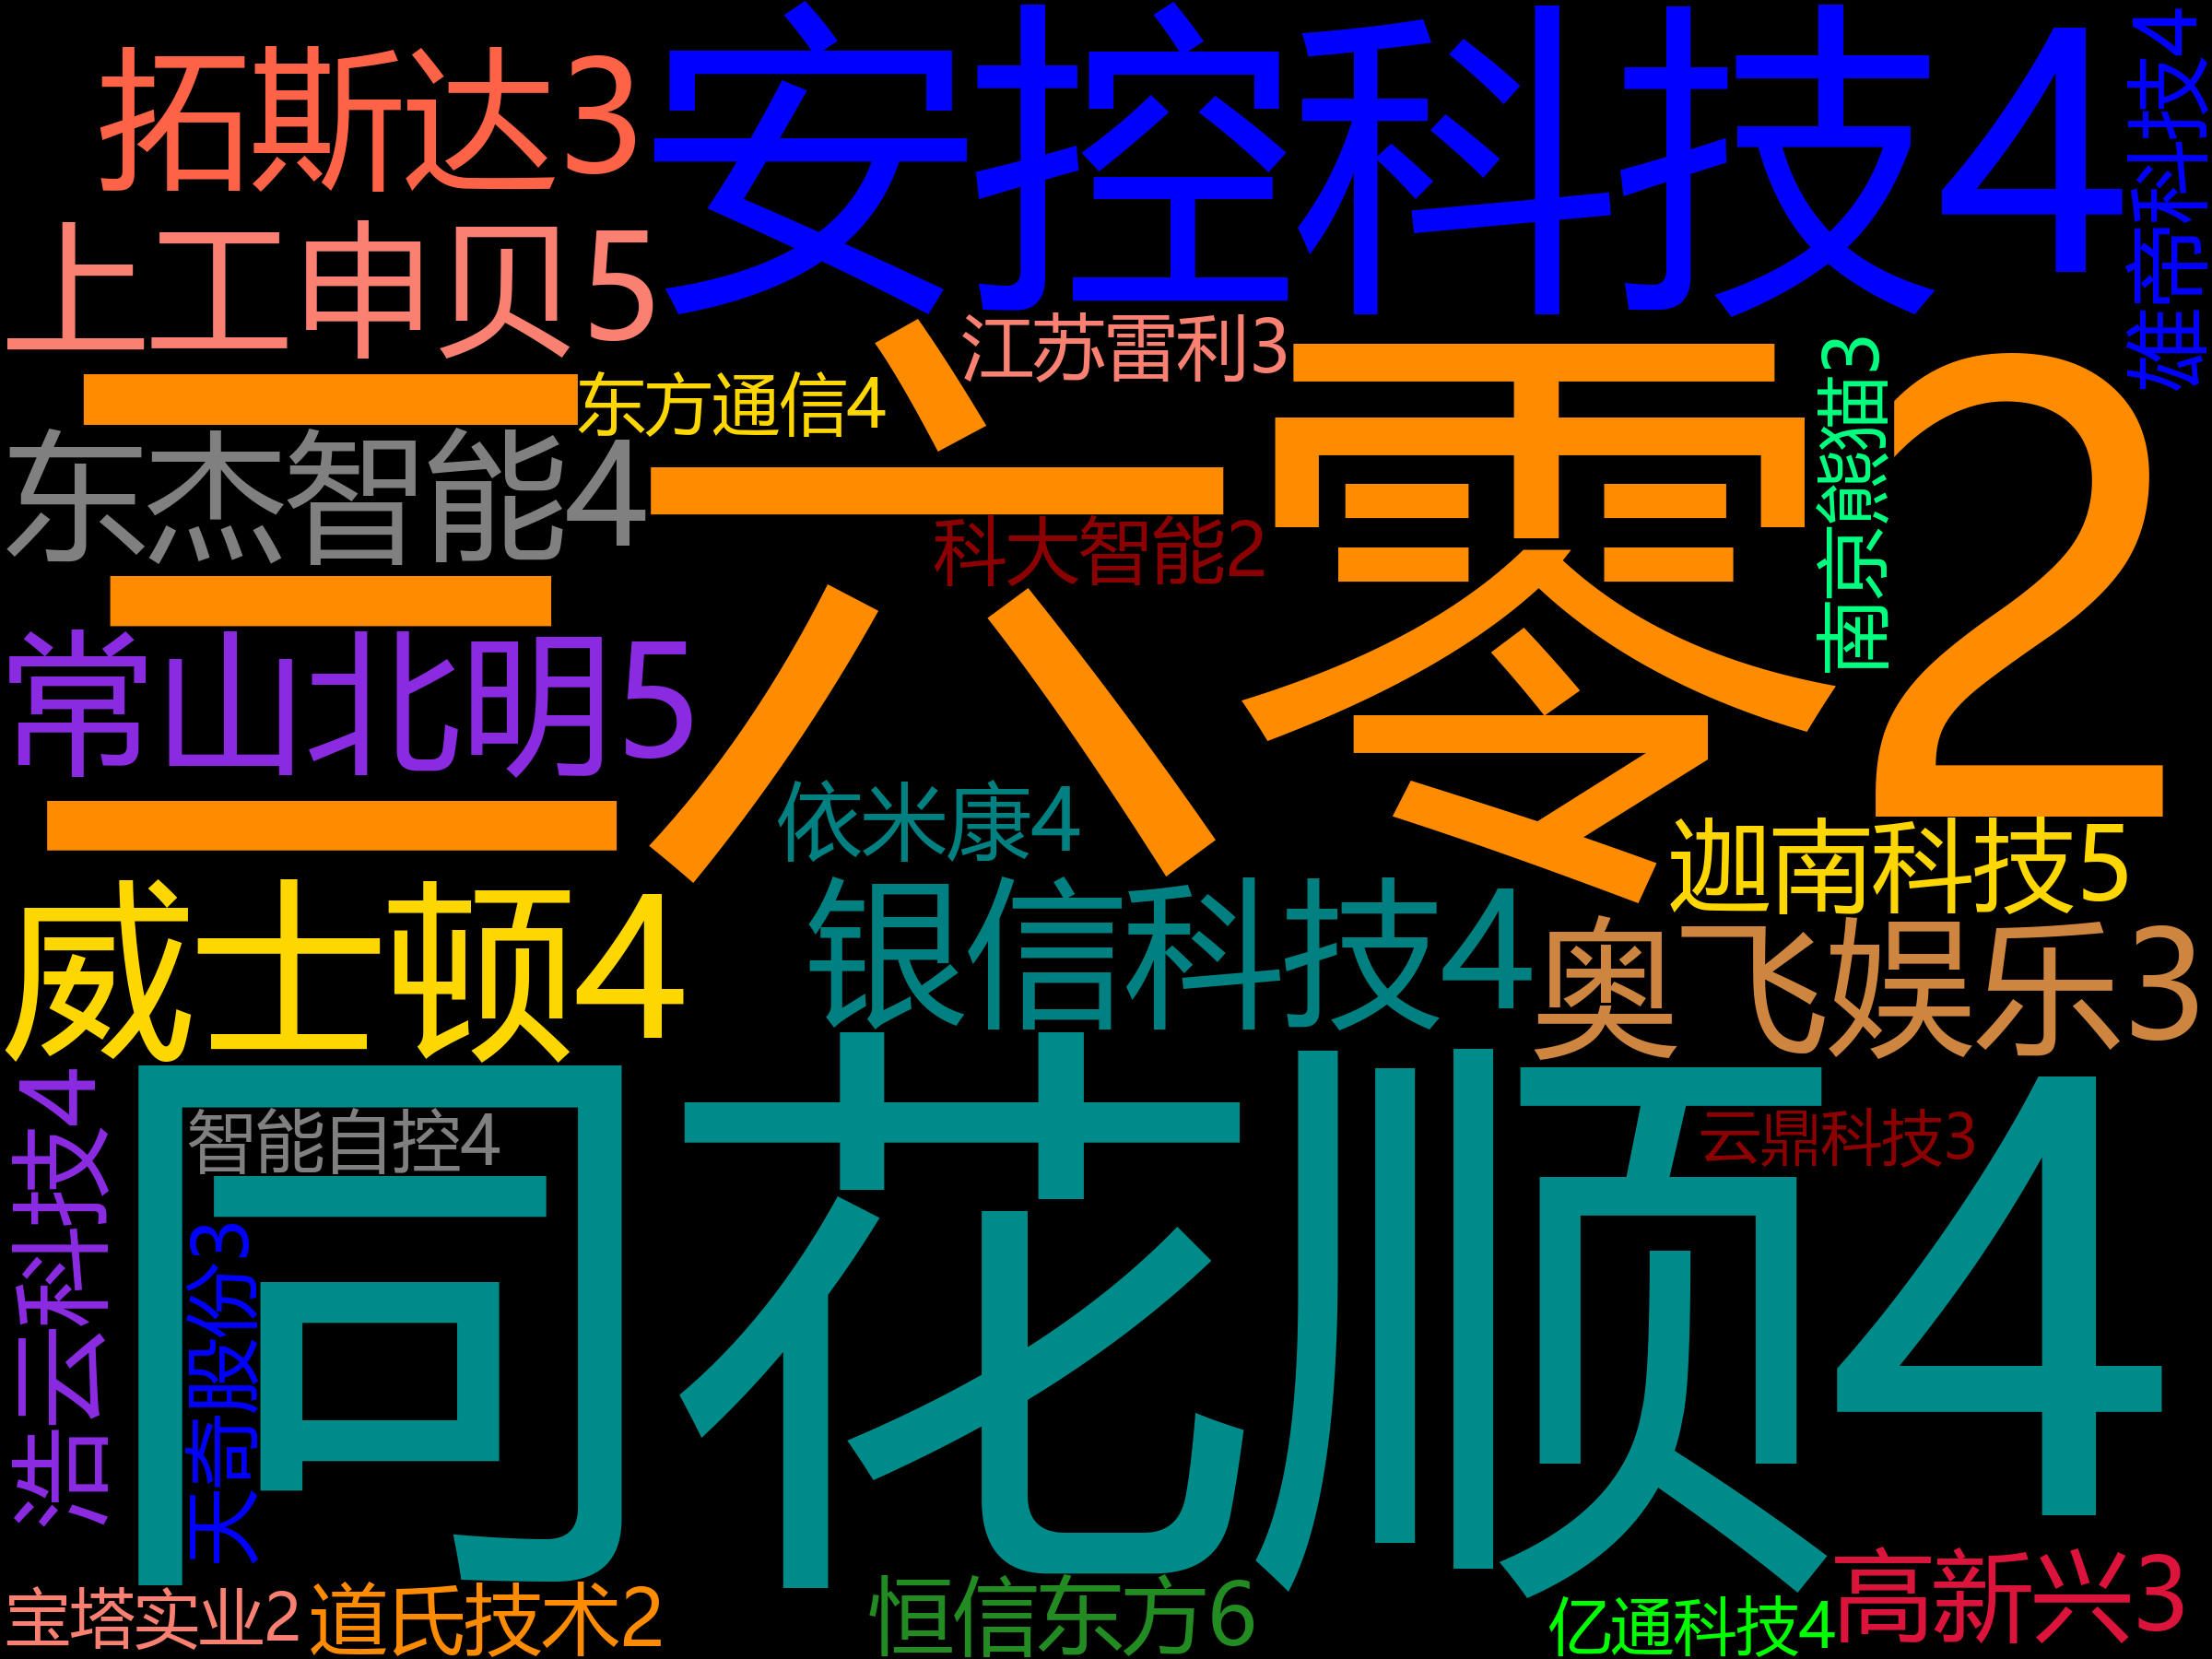 拓斯达3
安控科技4
维帝科技4
上工申贝5
江苏雷利3
东方通信4
三六零2
南京熊猫3
东杰智能4
科大智能2
常山北明5
依米康4
迦南科技5
威士顿4
银信科技4
奥飞娱乐3
同花顺4
浩云科技4
智能自控4
云鼎科技3
天奇股份3
宝塔实业2
道氏技术2
恒信东方6
亿通科技4
高新兴3